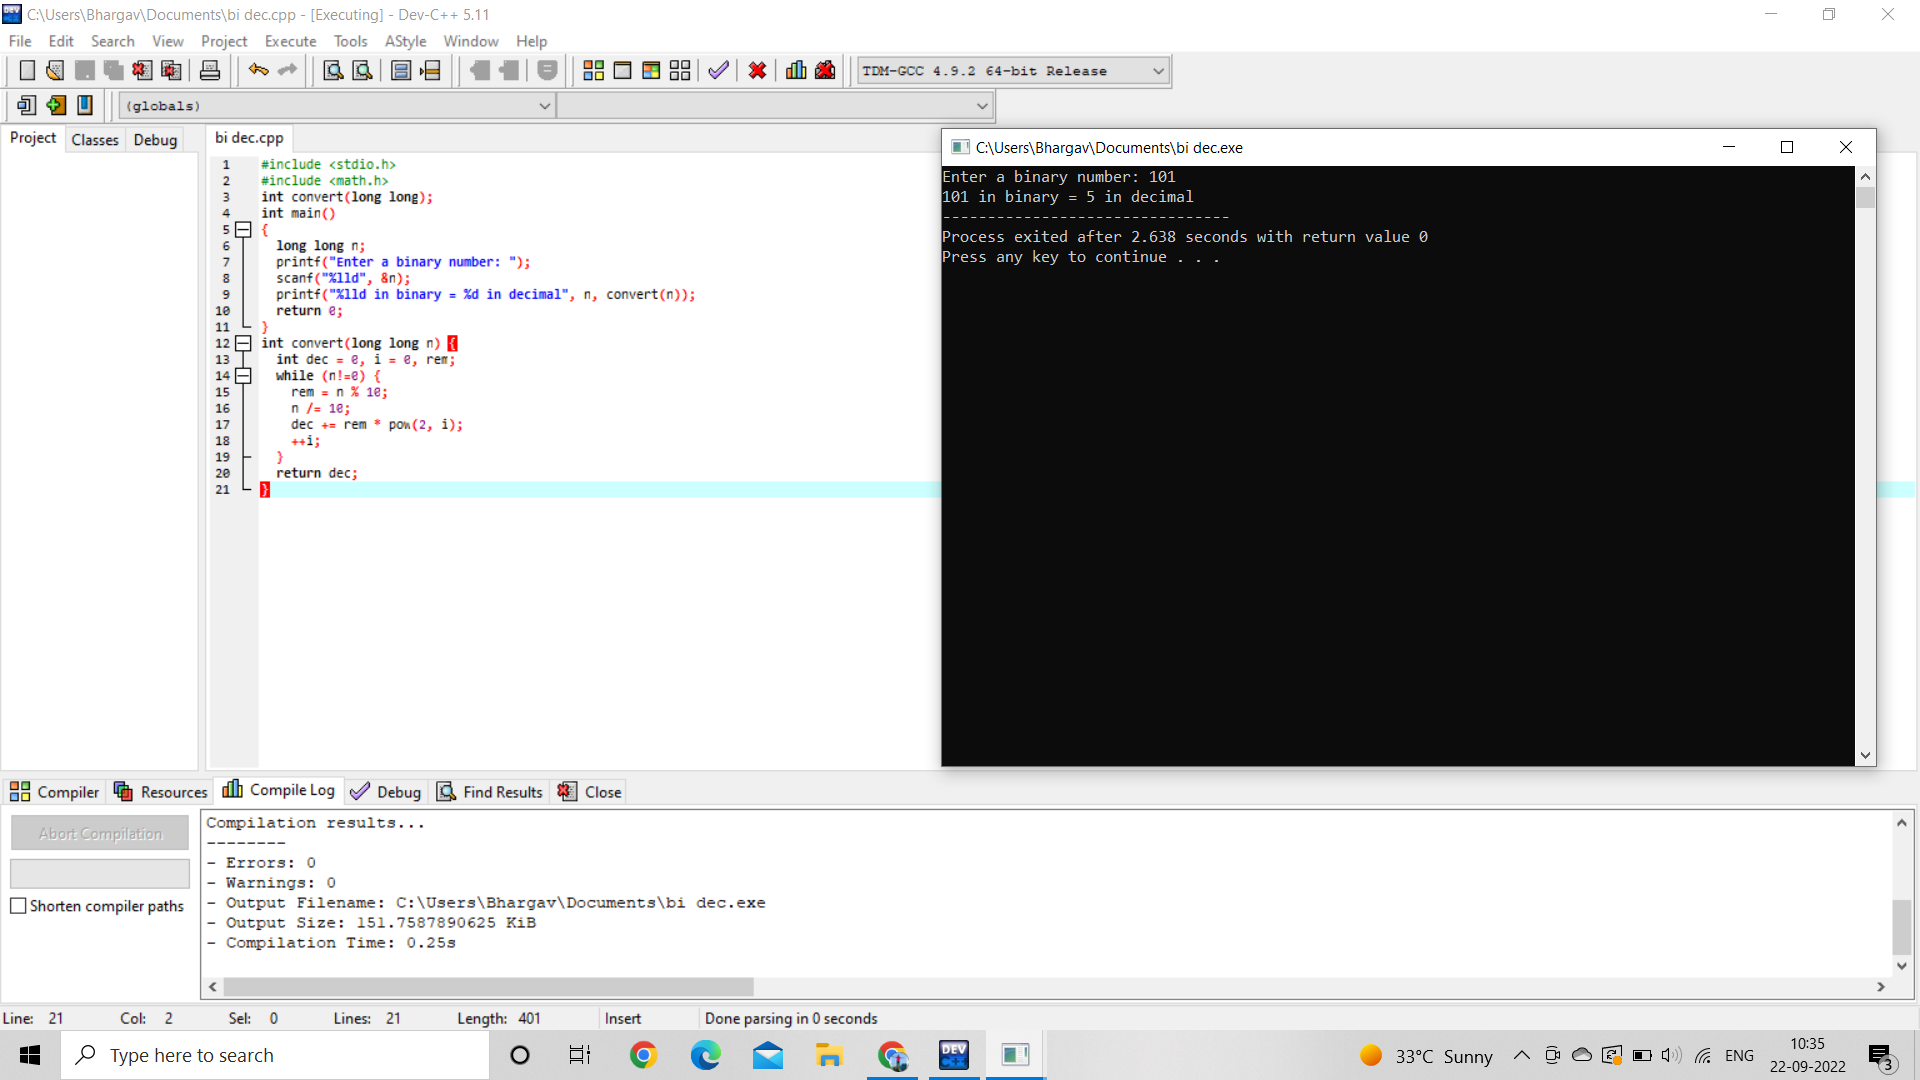 C:\Users\Bhargav\Documents\bi dec.cpp - [Executing] - Dev-C++ 5.11
File Edit Search View Project Execute Tools AStyle Window Help
TDM-GCC 4.9.2 64-bit Release
(globals)
Project Classes Debug
bi dec.cpp
1 #include <stdio.h>
2 #include <math.h>
3 int convert(long long);
4 int main()
5 {
6 long long n;
7 printf("Enter a binary number: ");
8 scanf("%lld", &n);
9 printf("%lld in binary = %d in decimal", n, convert(n));
10 return 0;
11 }
12 int convert(long long n) {
13 int dec = 0, i = 0, rem;
14 while (n!=0) {
15 rem = n % 10;
16 n /= 10;
17 dec += rem * pow(2, i);
18 ++i;
19 }
20 return dec;
21 }
C:\Users\Bhargav\Documents\bi dec.exe
Enter a binary number: 101
101 in binary = 5 in decimal
--------------------------------
Process exited after 2.638 seconds with return value 0
Press any key to continue . . .
Compiler Resources Compile Log Debug Find Results Close
Abort Compilation
Shorten compiler paths
Compilation results...
--------
- Errors: 0
- Warnings: 0
- Output Filename: C:\Users\Bhargav\Documents\bi dec.exe
- Output Size: 151.7587890625 KiB
- Compilation Time: 0.25s
Line: 21 Col: 2 Sel: 0 Lines: 21 Length: 401 Insert Done parsing in 0 seconds
Type here to search
DEV C++
33°C Sunny
ENG
10:35
22-09-2022
3